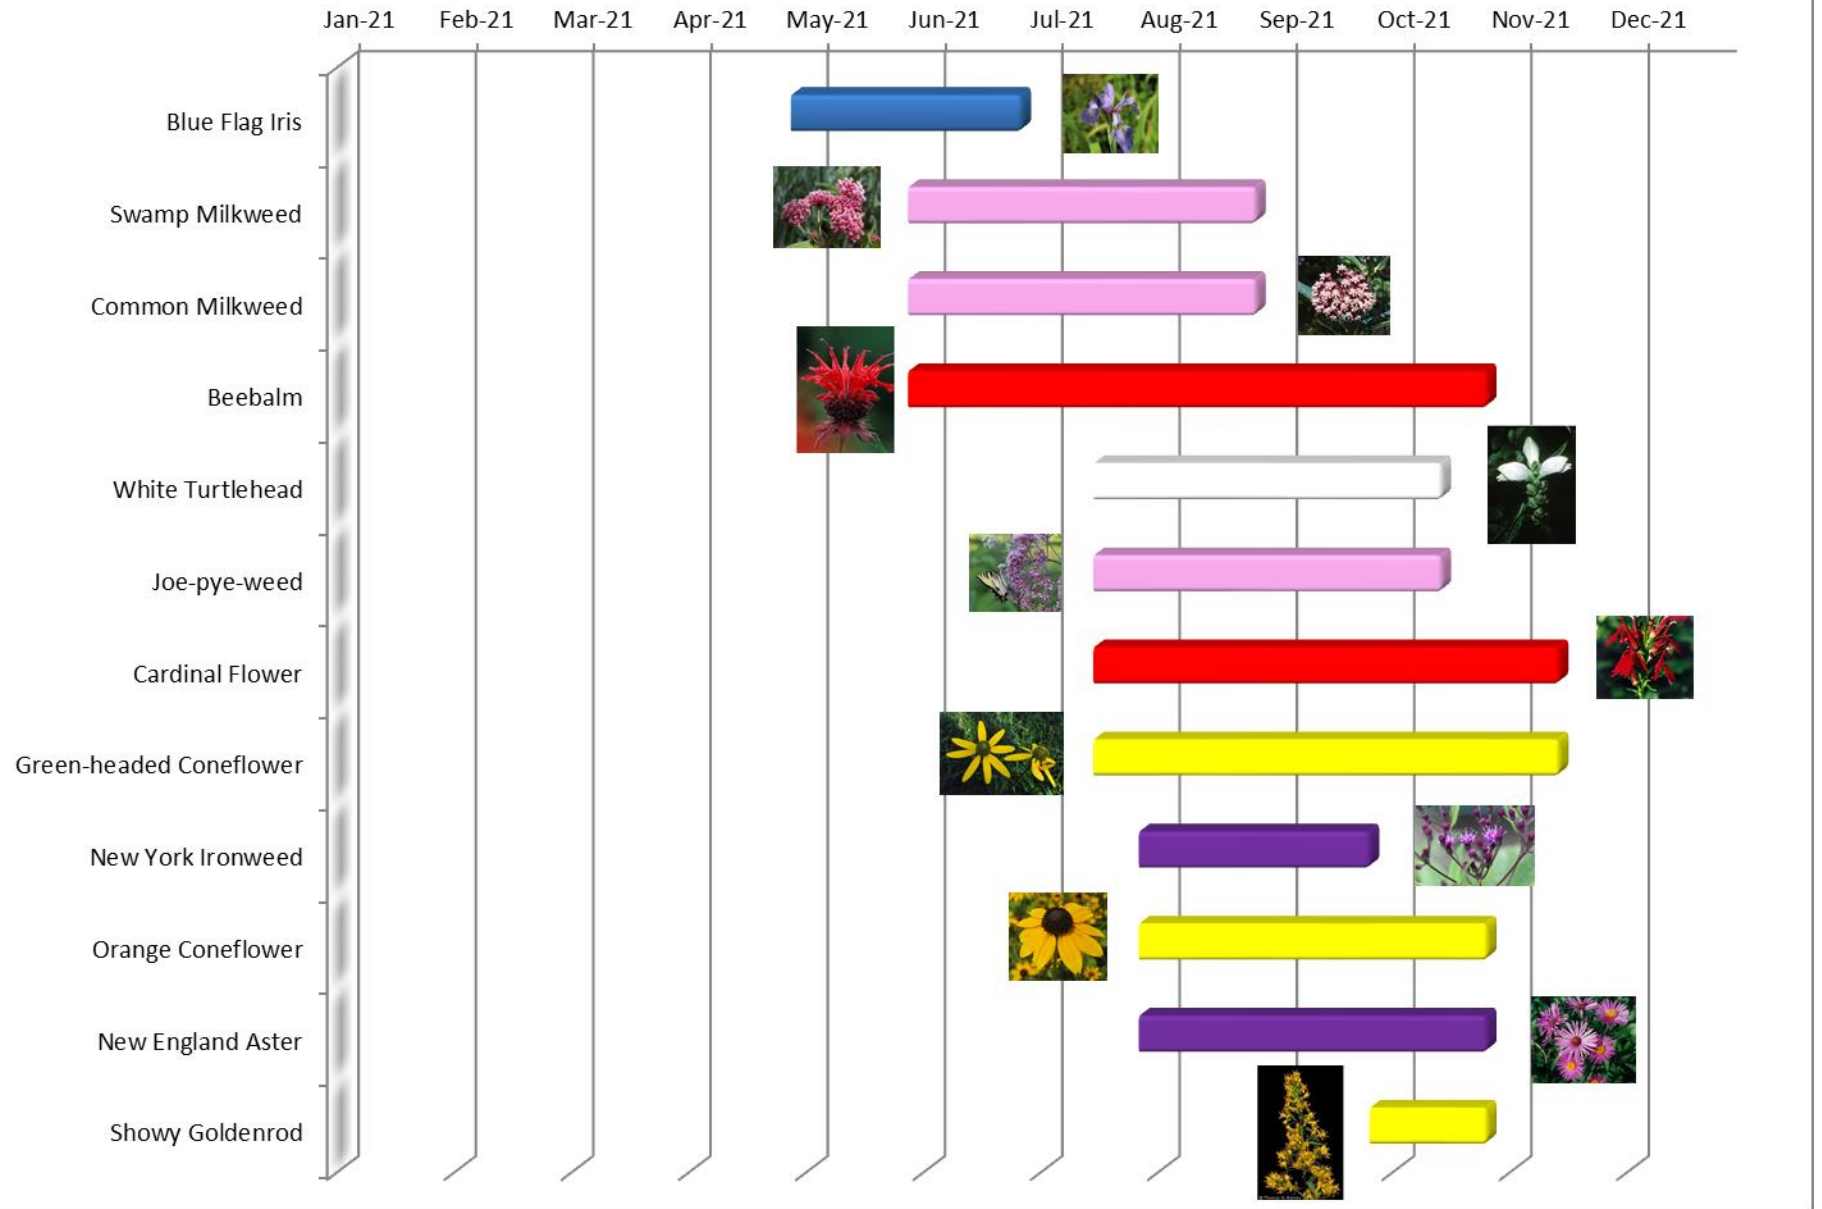 Jan-21 Feb-21 Mar-21 Apr-21 May-21 Jun-21 Jul-21 Aug-21 Sep-21 Oct-21 Nov-21 Dec-21
Blue Flag Iris
Swamp Milkweed
Common Milkweed
Beebalm
White Turtlehead
Joe-pye-weed
Cardinal Flower
Green-headed Coneflower
New York Ironweed
Orange Coneflower
New England Aster
Showy Goldenrod